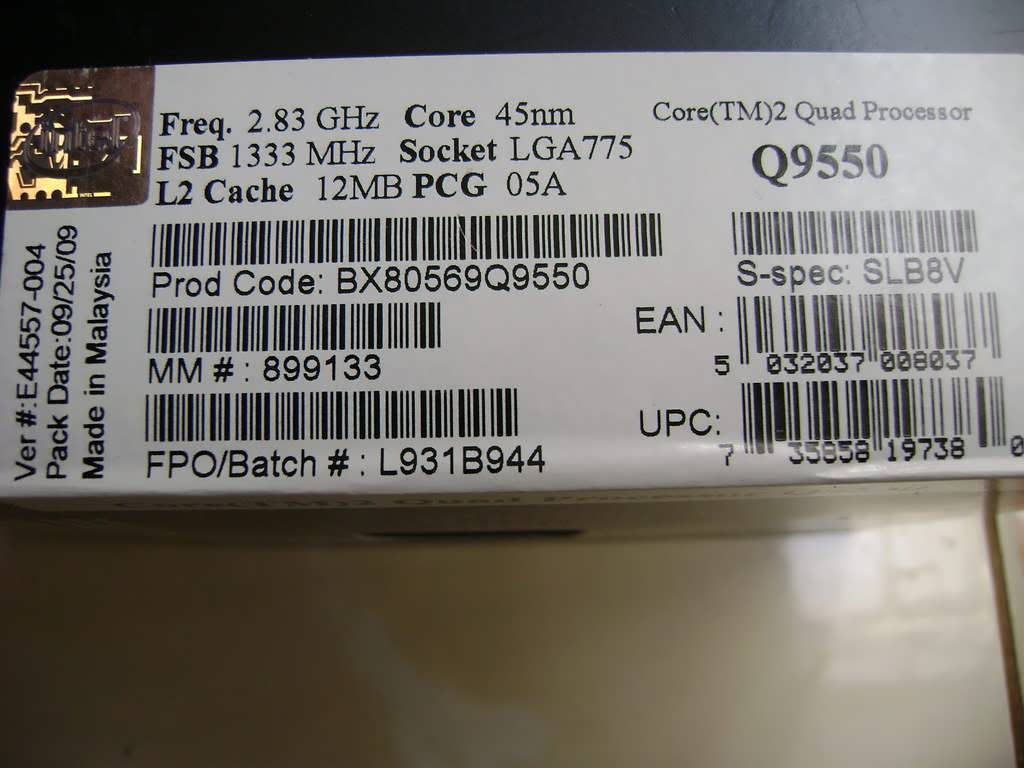 Freq. 2.83 GHz Core 45nm
FSB 1333 MHz Socket LGA775
L2 Cache 12MB PCG 05A
Core(TM)2 Quad Processor
Q9550
Prod Code: BX80569Q9550
S-spec: SLB8V
MM # : 899133
EAN :
5 032037 008037
FPO/Batch # : L931B944
UPC:
7 35858 19738 0
Ver #:E44557-004
Pack Date:09/25/09
Made in Malaysia
intel
INTEL